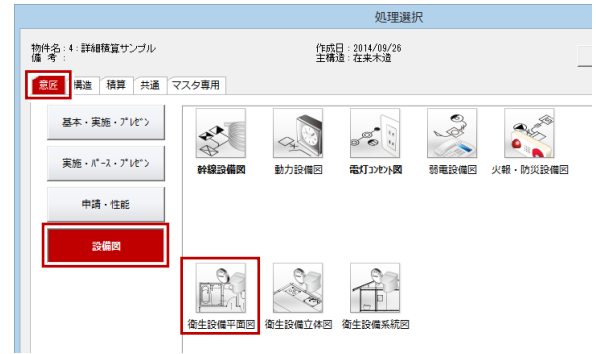 処理選択
物件名:4:詳細積算サンプル
作成日:2014/09/26
備 考:
主構造:在来木造
意匠 構造 積算 共通 マスタ専用
基本・実施・プレゼン
実施・パース・プレゼン
申請・性能
設備図
幹線設備図 動力設備図 電灯コンセント図 弱電設備図 火報・防災設備図
衛生設備平面図 衛生設備立体図 衛生設備系統図